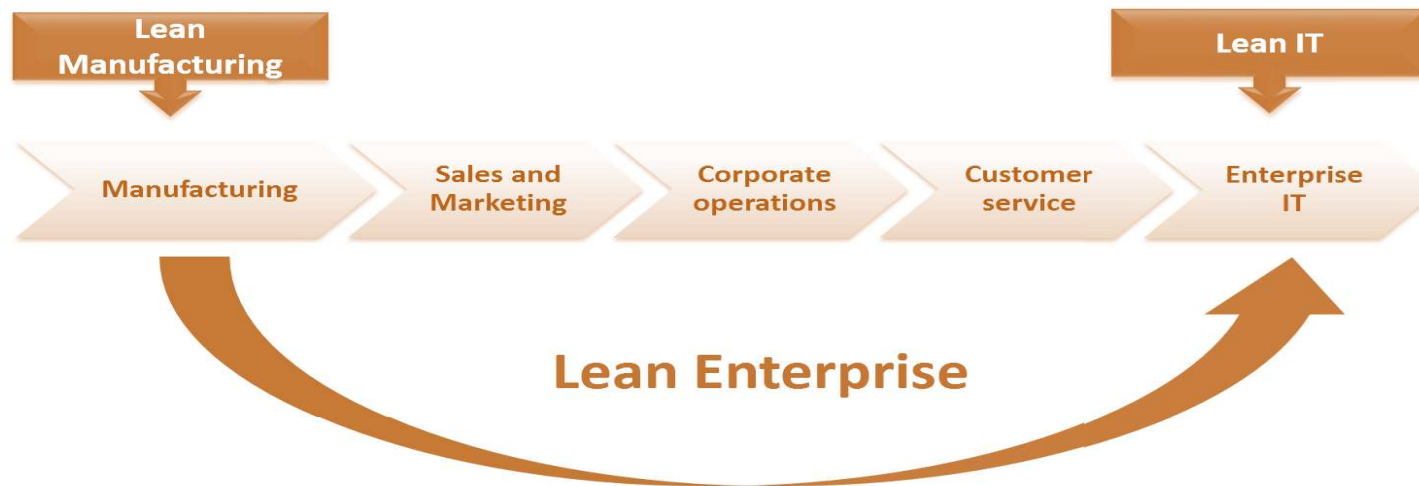 Lean
Manufacturing
Lean IT
Manufacturing
Sales and
Marketing
Corporate
operations
Customer
service
Enterprise
IT
Lean Enterprise